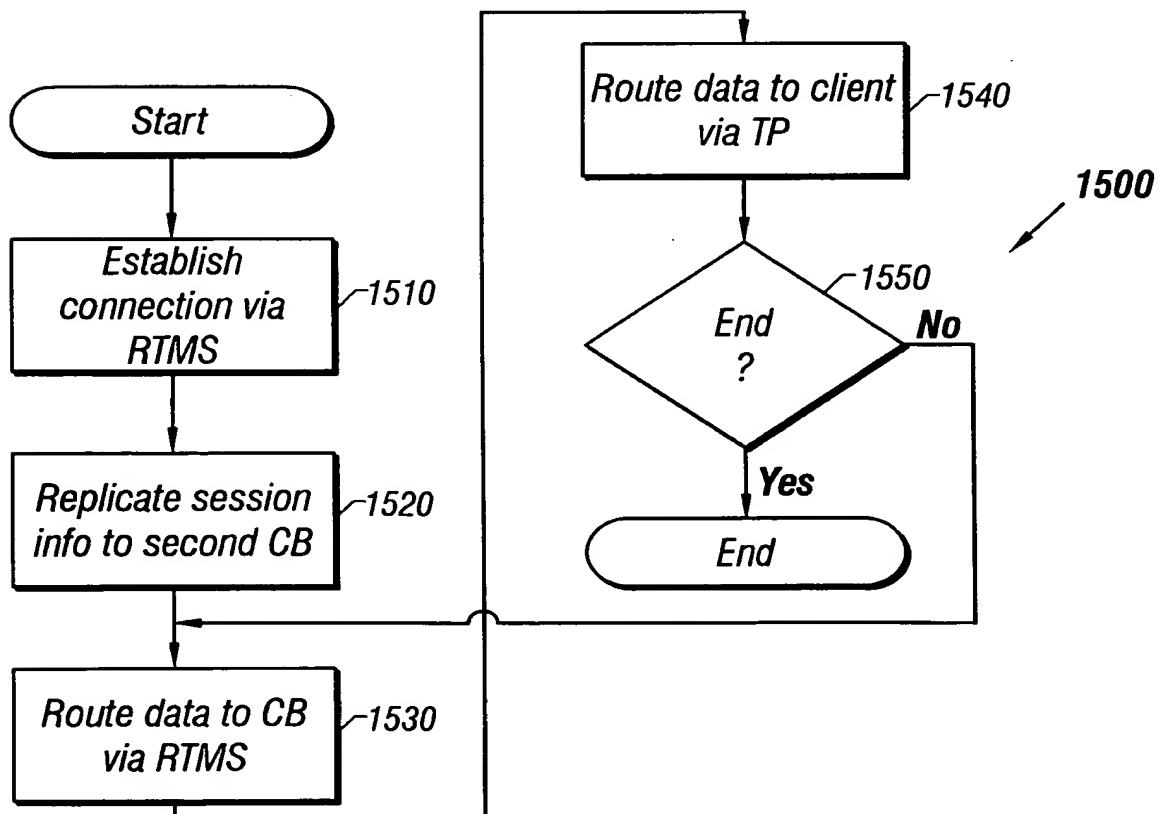 Start
Establish
connection via
RTMS
1510
Replicate session
info to second CB
1520
Route data to CB
via RTMS
1530
Route data to client
via TP
1540
1500
End
?
1550
No
Yes
End